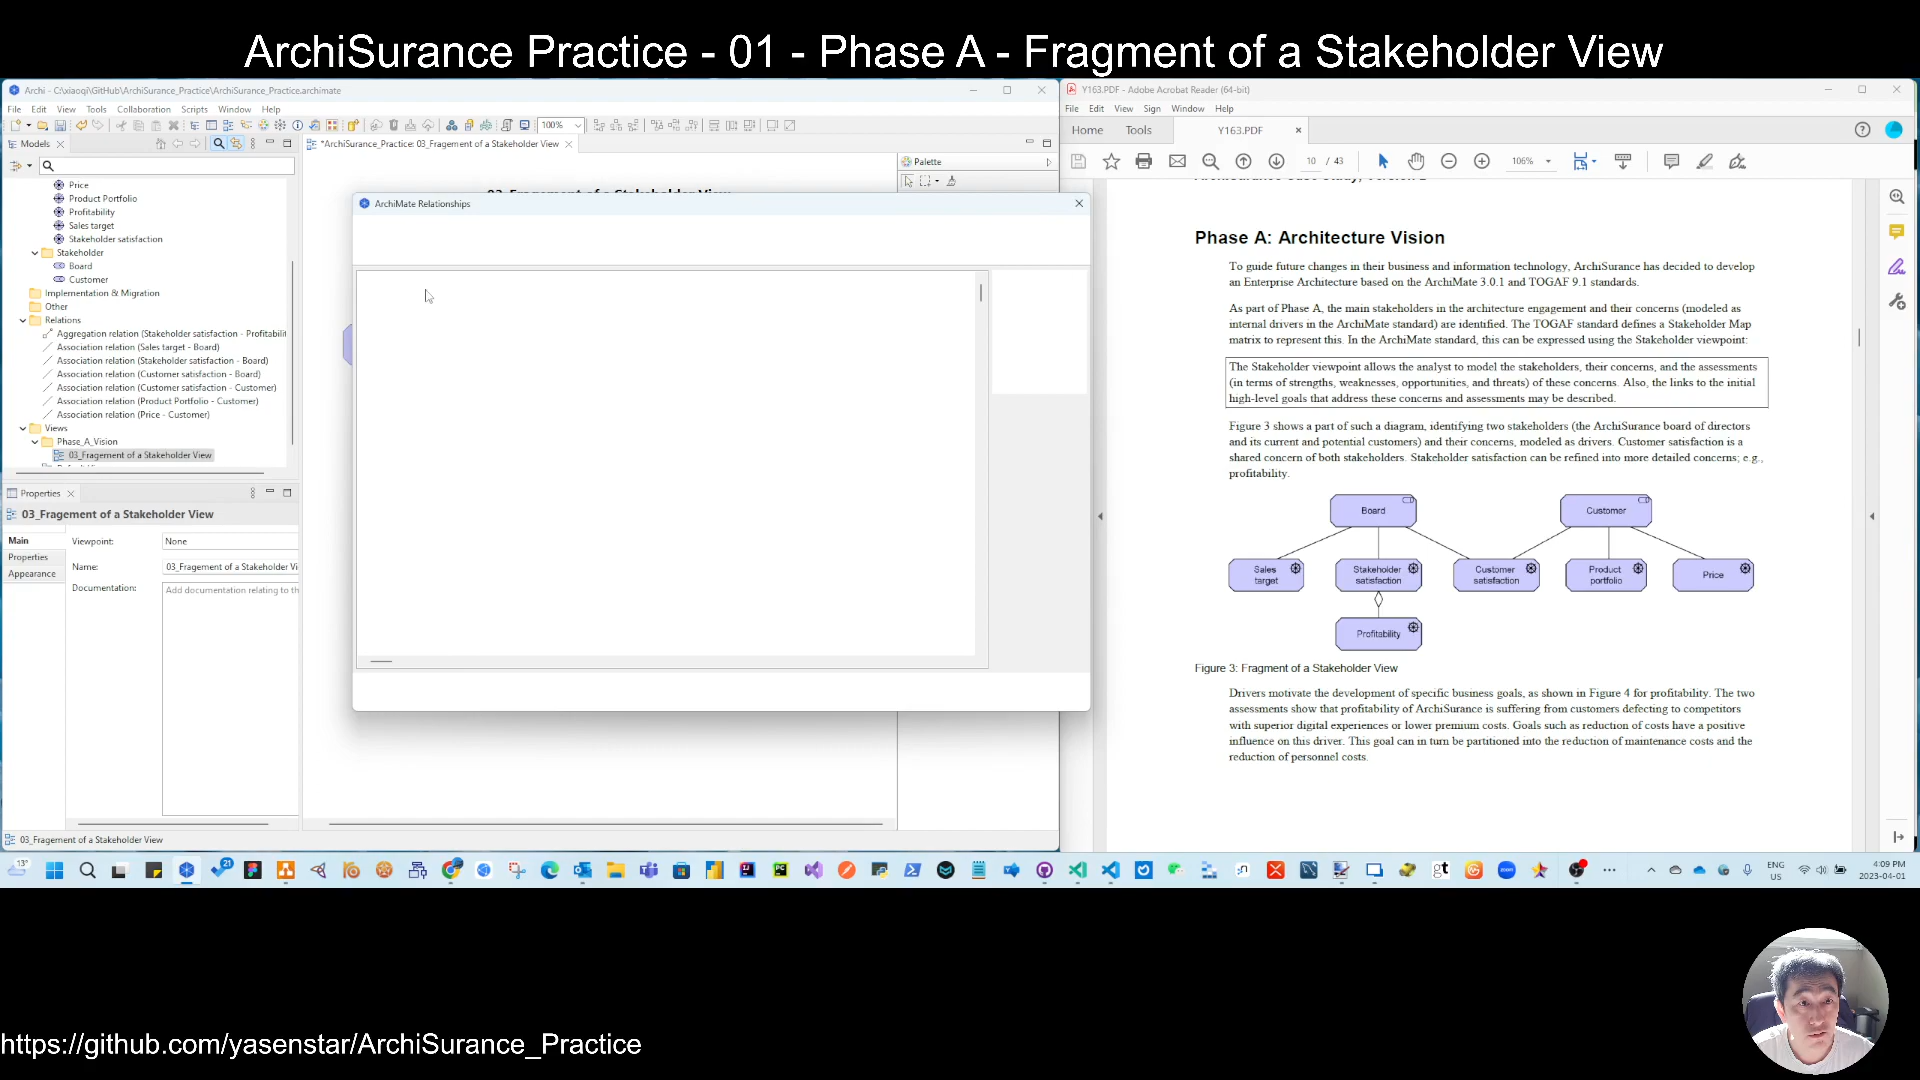 ArchiSurance Practice - 01 - Phase A - Fragment of a Stakeholder View
Archi - C:\xiaoqi\GitHub\ArchiSurance_Practice\ArchiSurance_Practice.archimate
File Edit View Tools Collaboration Scripts Window Help
100%
Models
Price
Product Portfolio
Profitability
Sales target
Stakeholder satisfaction
Stakeholder
Board
Customer
Implementation & Migration
Other
Relations
Aggregation relation (Stakeholder satisfaction - Profitabilit
Association relation (Sales target - Board)
Association relation (Stakeholder satisfaction - Board)
Association relation (Customer satisfaction - Board)
Association relation (Customer satisfaction - Customer)
Association relation (Product Portfolio - Customer)
Association relation (Price - Customer)
Views
Phase_A_Vision
03_Fragement of a Stakeholder View
Properties
03_Fragement of a Stakeholder View
Main
Properties
Appearance
Viewpoint: None
Name: 03_Fragement of a Stakeholder Vi
Documentation: Add documentation relating to th
03_Fragement of a Stakeholder View
*ArchiSurance_Practice: 03_Fragement of a Stakeholder View
Palette
ArchiMate Relationships
Y163.PDF - Adobe Acrobat Reader (64-bit)
File Edit View Sign Window Help
Home Tools Y163.PDF
10 / 43 106%
Phase A: Architecture Vision
To guide future changes in their business and information technology, ArchiSurance has decided to develop
an Enterprise Architecture based on the ArchiMate 3.0.1 and TOGAF 9.1 standards.
As part of Phase A, the main stakeholders in the architecture engagement and their concerns (modeled as
internal drivers in the ArchiMate standard) are identified. The TOGAF standard defines a Stakeholder Map
matrix to represent this. In the ArchiMate standard, this can be expressed using the Stakeholder viewpoint:
The Stakeholder viewpoint allows the analyst to model the stakeholders, their concerns, and the assessments
(in terms of strengths, weaknesses, opportunities, and threats) of these concerns. Also, the links to the initial
high-level goals that address these concerns and assessments may be described.
Figure 3 shows a part of such a diagram, identifying two stakeholders (the ArchiSurance board of directors
and its current and potential customers) and their concerns, modeled as drivers. Customer satisfaction is a
shared concern of both stakeholders. Stakeholder satisfaction can be refined into more detailed concerns; e.g.,
profitability.
Board
Customer
Sales
target
Stakeholder
satisfaction
Customer
satisfaction
Product
portfolio
Price
Profitability
Figure 3: Fragment of a Stakeholder View
Drivers motivate the development of specific business goals, as shown in Figure 4 for profitability. The two
assessments show that profitability of ArchiSurance is suffering from customers defecting to competitors
with superior digital experiences or lower premium costs. Goals such as reduction of costs have a positive
influence on this driver. This goal can in turn be partitioned into the reduction of maintenance costs and the
reduction of personnel costs.
13°
21
gt
zoom
ENG
US
4:09 PM
2023-04-01
https://github.com/yasenstar/ArchiSurance_Practice